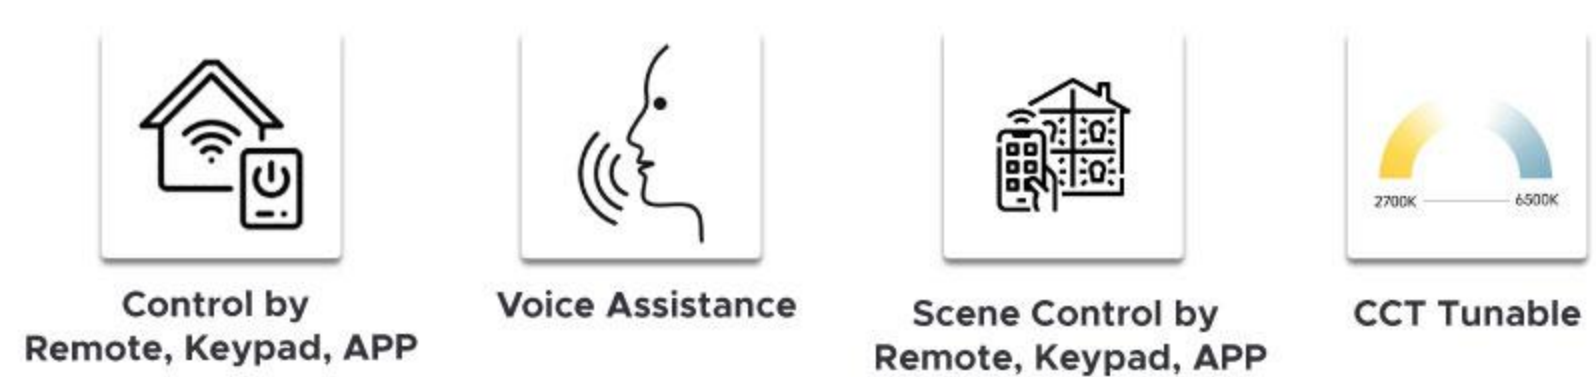 Control by
Remote, Keypad, APP
Voice Assistance
Scene Control by
Remote, Keypad, APP
2700K
6500K
CCT Tunable